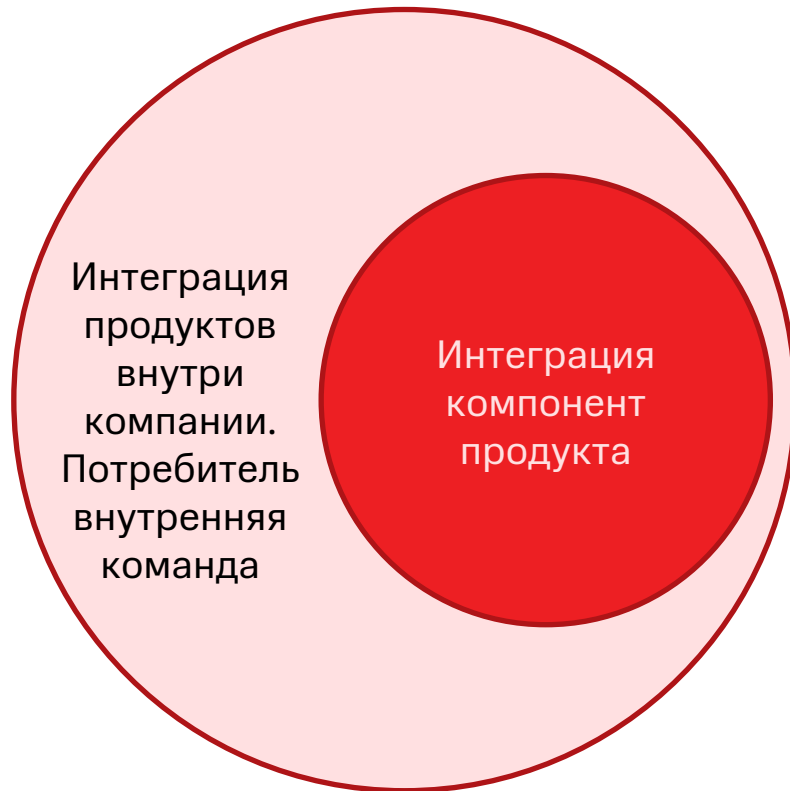 Интеграция
продуктов
внутри
компании.
Потребитель
внутренняя
команда
Интеграция
компонент
продукта